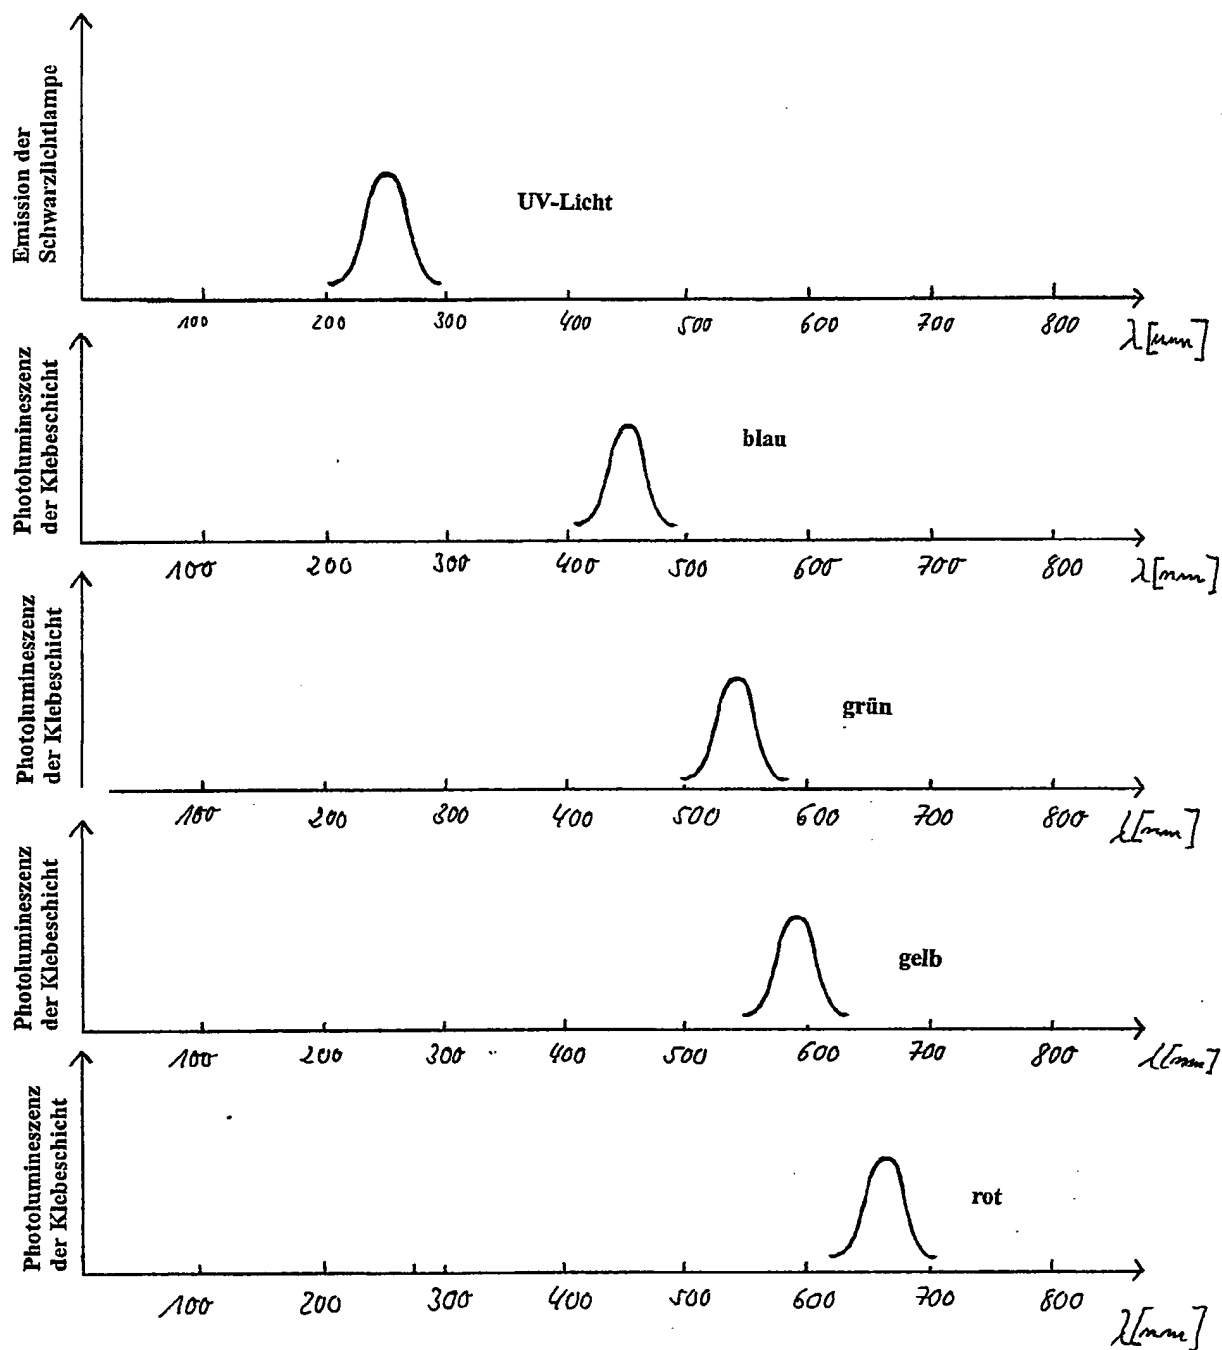 Emission der
Schwarzlichtlampe
UV-Licht
100 200 300 400 500 600 700 800 λ[nm]
Photolumineszenz
der Klebeschicht
blau
100 200 300 400 500 600 700 800 λ[nm]
Photolumineszenz
der Klebeschicht
grün
100 200 300 400 500 600 700 800 λ[nm]
Photolumineszenz
der Klebeschicht
gelb
100 200 300 400 500 600 700 800 λ[nm]
Photolumineszenz
der Klebeschicht
rot
100 200 300 400 500 600 700 800
λ[nm]